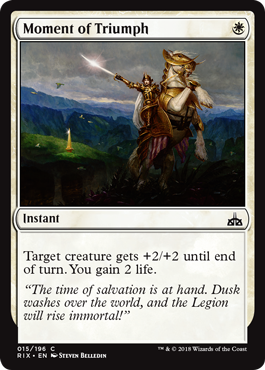 Moment of Triumph
Instant
Target creature gets +2/+2 until end
of turn. You gain 2 life.
“The time of salvation is at hand. Dusk
washes over the world, and the Legion
will rise immortal!”
015/196 C
RIX • EN Steven Belledin
™ & © 2018 Wizards of the Coast